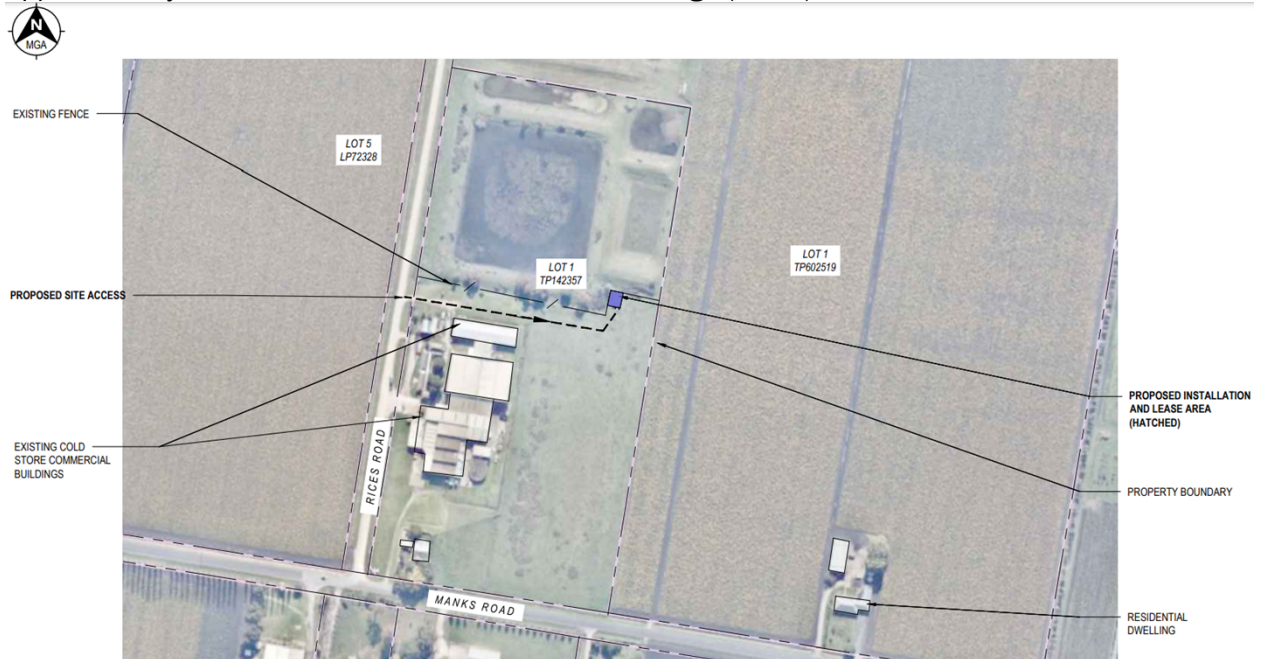 N
MGA
EXISTING FENCE
LOT 5
LP72328
LOT 1
TP142357
LOT 1
TP602519
PROPOSED SITE ACCESS
PROPOSED INSTALLATION
AND LEASE AREA
(HATCHED)
EXISTING COLD
STORE COMMERCIAL
BUILDINGS
RICES ROAD
PROPERTY BOUNDARY
MANKS ROAD
RESIDENTIAL
DWELLING